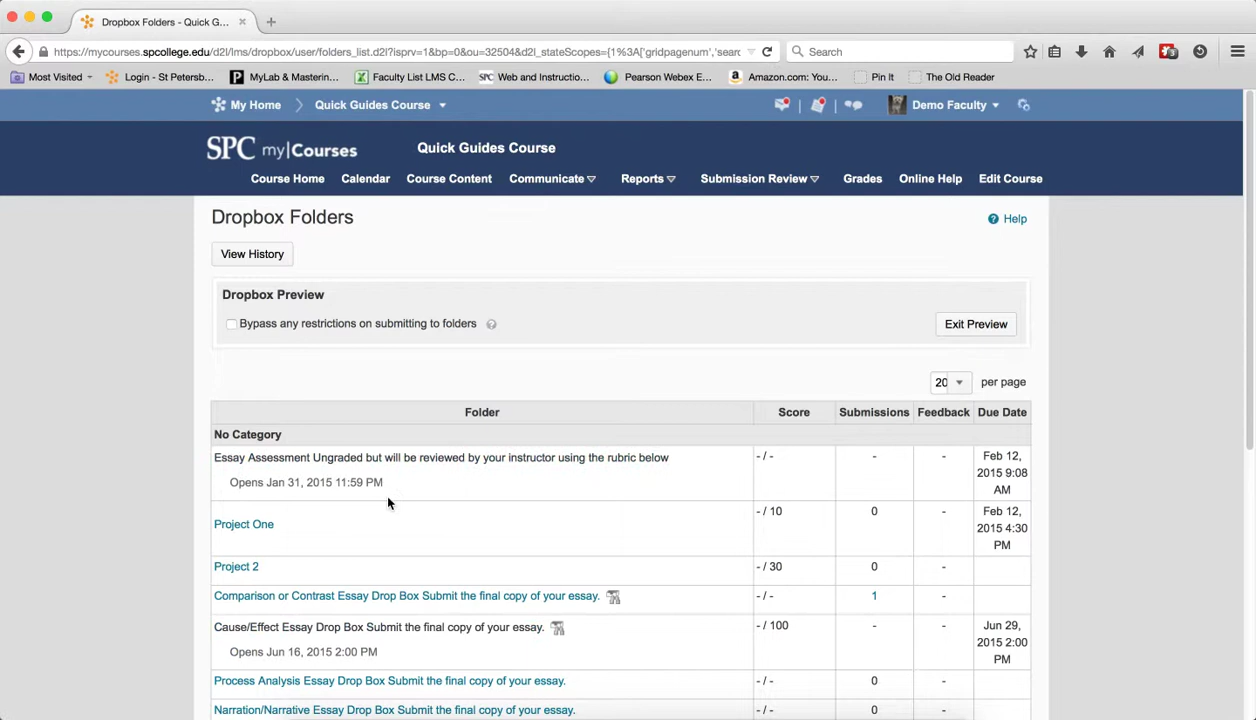 Dropbox Folders - Quick G...
https://mycourses.spcollege.edu/d2l/lms/dropbox/user/folders_list.d2l?isprv=1&bp=0&ou=32504&d2l_stateScopes={1%3A['gridpagenum','searc
Search
Most Visited
Login - St Petersb...
MyLab & Mastering...
Faculty List LMS C...
SPC Web and Instructio...
Pearson Webex E...
Amazon.com: You...
Pin It
The Old Reader
My Home
Quick Guides Course
Demo Faculty
SPC my|Courses
Quick Guides Course
Course Home
Calendar
Course Content
Communicate
Reports
Submission Review
Grades
Online Help
Edit Course
Dropbox Folders
Help
View History
Dropbox Preview
Bypass any restrictions on submitting to folders
Exit Preview
20 per page
Folder Score Submissions Feedback Due Date
No Category
Essay Assessment Ungraded but will be reviewed by your instructor using the rubric below - / - - - Feb 12,
2015 9:08
AM
Opens Jan 31, 2015 11:59 PM
Project One - / 10 0 - Feb 12,
2015 4:30
PM
Project 2 - / 30 0 -
Comparison or Contrast Essay Drop Box Submit the final copy of your essay. - / - 1 -
Cause/Effect Essay Drop Box Submit the final copy of your essay. - / 100 - - Jun 29,
2015 2:00
PM
Opens Jun 16, 2015 2:00 PM
Process Analysis Essay Drop Box Submit the final copy of your essay. - / - 0 -
Narration/Narrative Essay Drop Box Submit the final copy of your essay. - / - 0 -